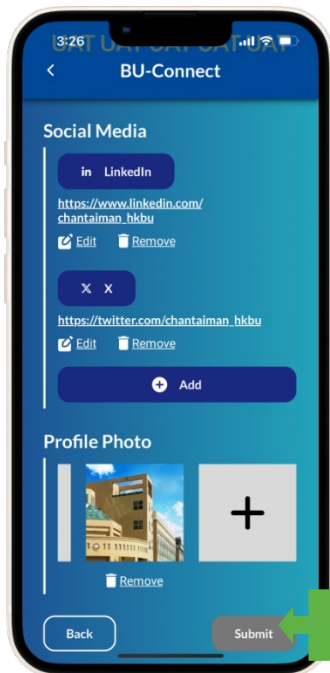 3:26
UAT UAT UAT UAT UAT
BU-Connect
Social Media
in LinkedIn
https://www.linkedin.com/
chantaiman_hkbu
Edit Remove
X X
https://twitter.com/chantaiman_hkbu
Edit Remove
Add
Profile Photo
Remove
Back Submit